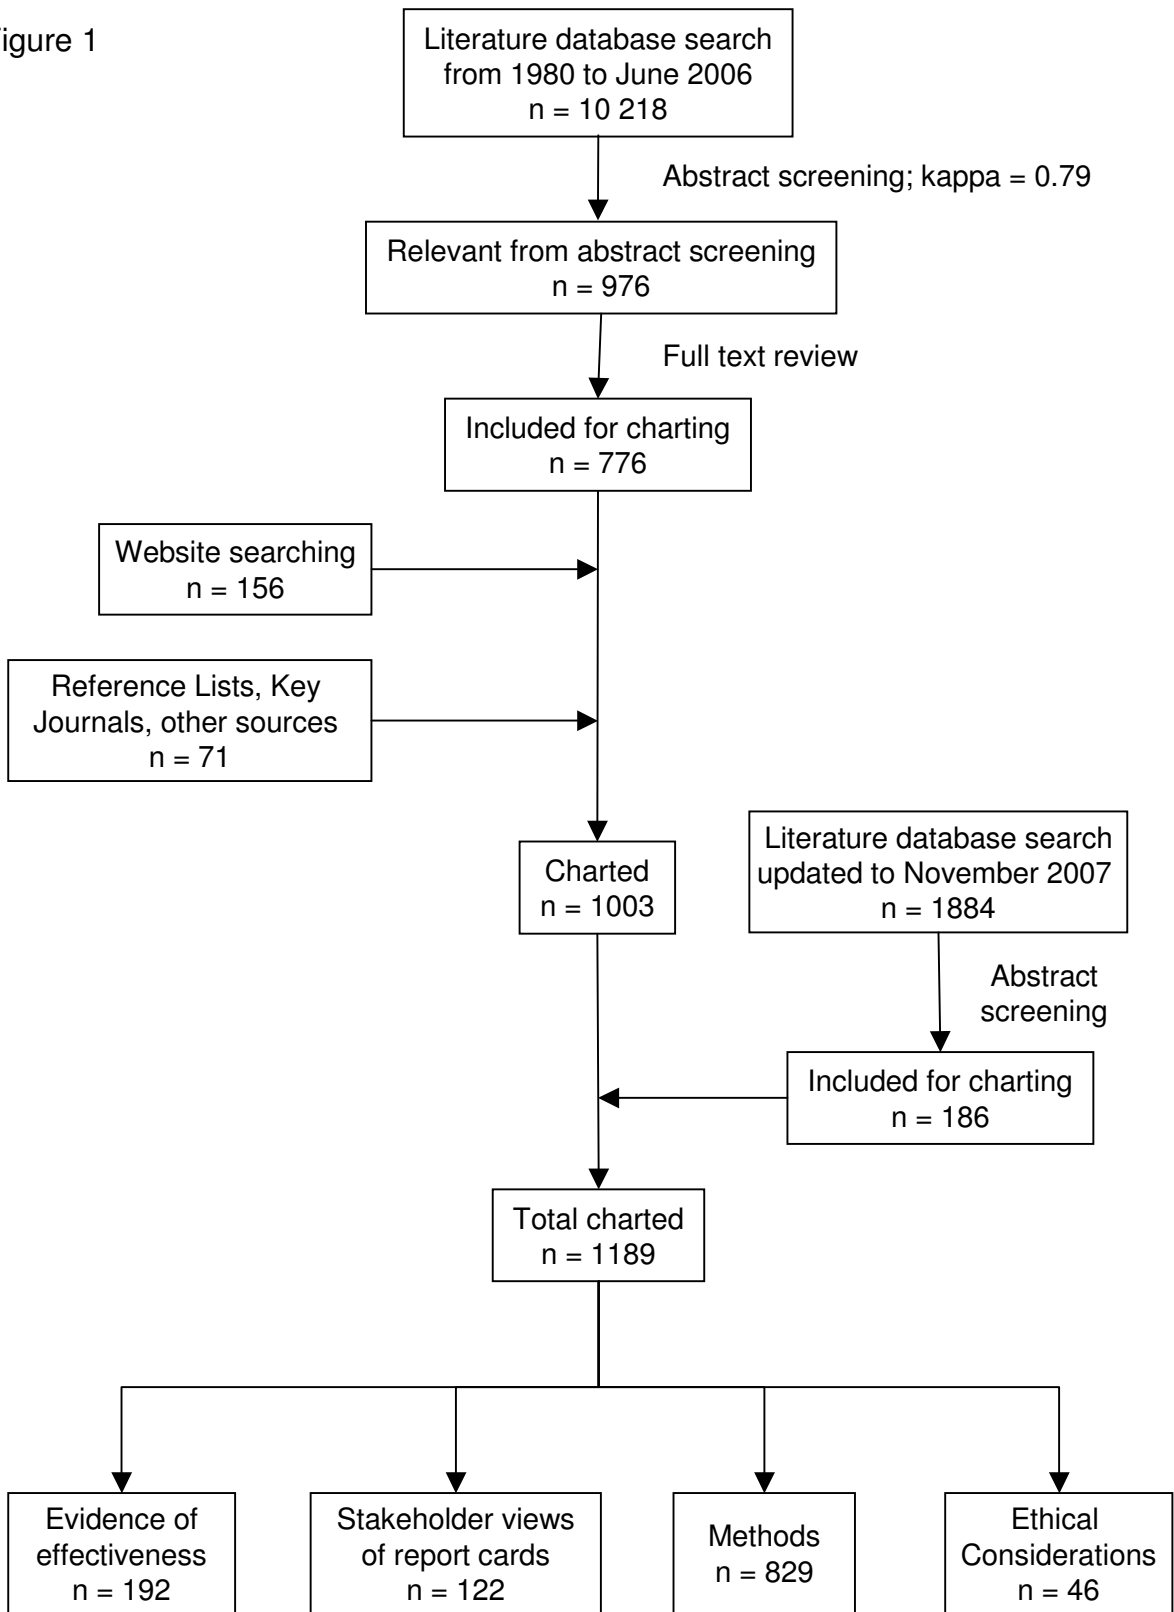 Figure 1
Literature database search
from 1980 to June 2006
n = 10 218
Abstract screening; kappa = 0.79
Relevant from abstract screening
n = 976
Full text review
Included for charting
n = 776
Website searching
n = 156
Reference Lists, Key
Journals, other sources
n = 71
Charted
n = 1003
Literature database search
updated to November 2007
n = 1884
Abstract
screening
Included for charting
n = 186
Total charted
n = 1189
Evidence of
effectiveness
n = 192
Stakeholder views
of report cards
n = 122
Methods
n = 829
Ethical
Considerations
n = 46